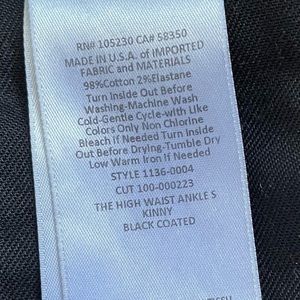 RN# 105230 CA# 58350
MADE IN U.S.A. of IMPORTED
FABRIC and MATERIALS
98%Cotton 2%Elastane
Turn Inside Out Before
Washing-Machine Wash
Cold-Gentle Cycle-with Like
Colors Only Non Chlorine
Bleach if Needed Turn Inside
Out Before Drying-Tumble Dry
Low Warm Iron if Needed
STYLE 1136-0004
CUT 100-000223
THE HIGH WAIST ANKLE S
KINNY
BLACK COATED